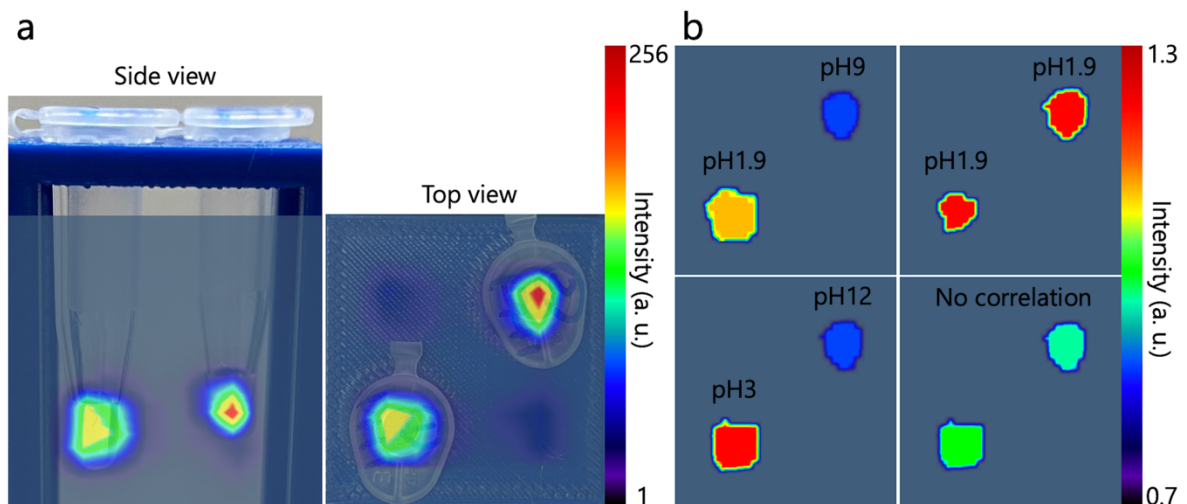 a
Side view
Top view
256
Intensity (a. u.)
1
b
pH9
pH1.9
pH1.9
pH1.9
pH12
pH3
No correlation
1.3
Intensity (a. u.)
0.7